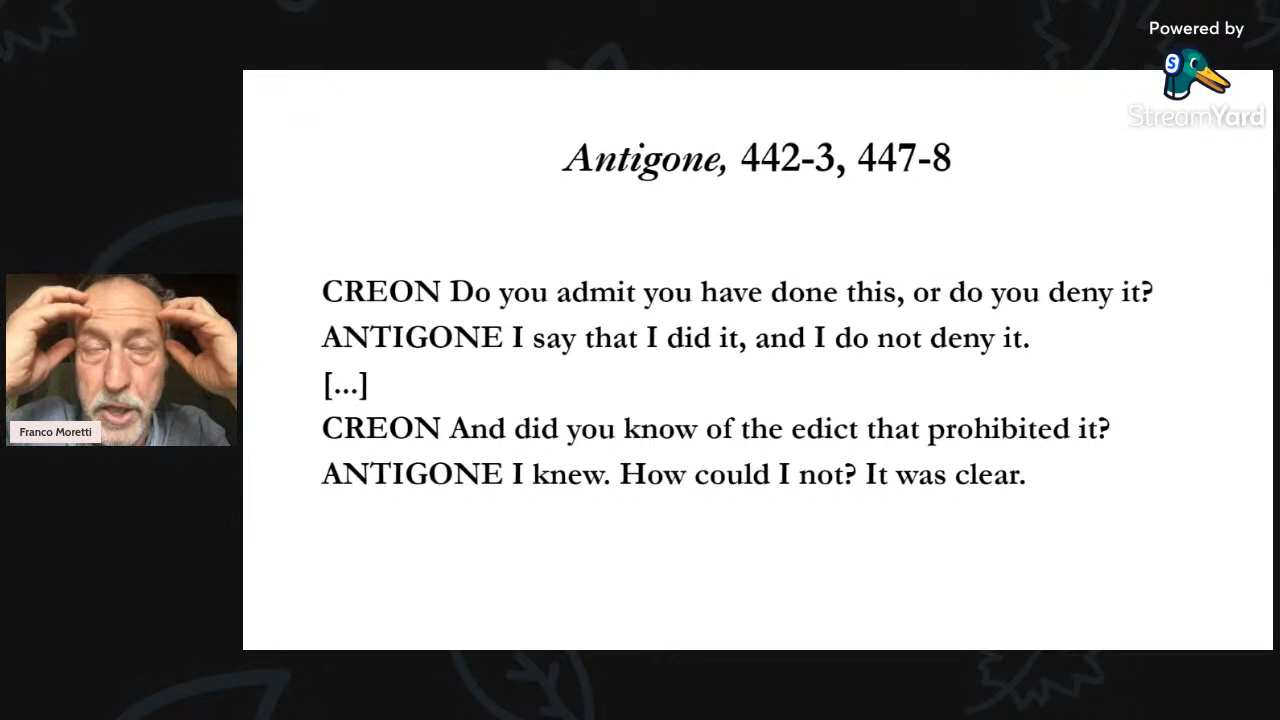 Powered by
StreamYard
Antigone, 442-3, 447-8
CREON Do you admit you have done this, or do you deny it?
ANTIGONE I say that I did it, and I do not deny it.
[...]
CREON And did you know of the edict that prohibited it?
ANTIGONE I knew. How could I not? It was clear.
Franco Moretti